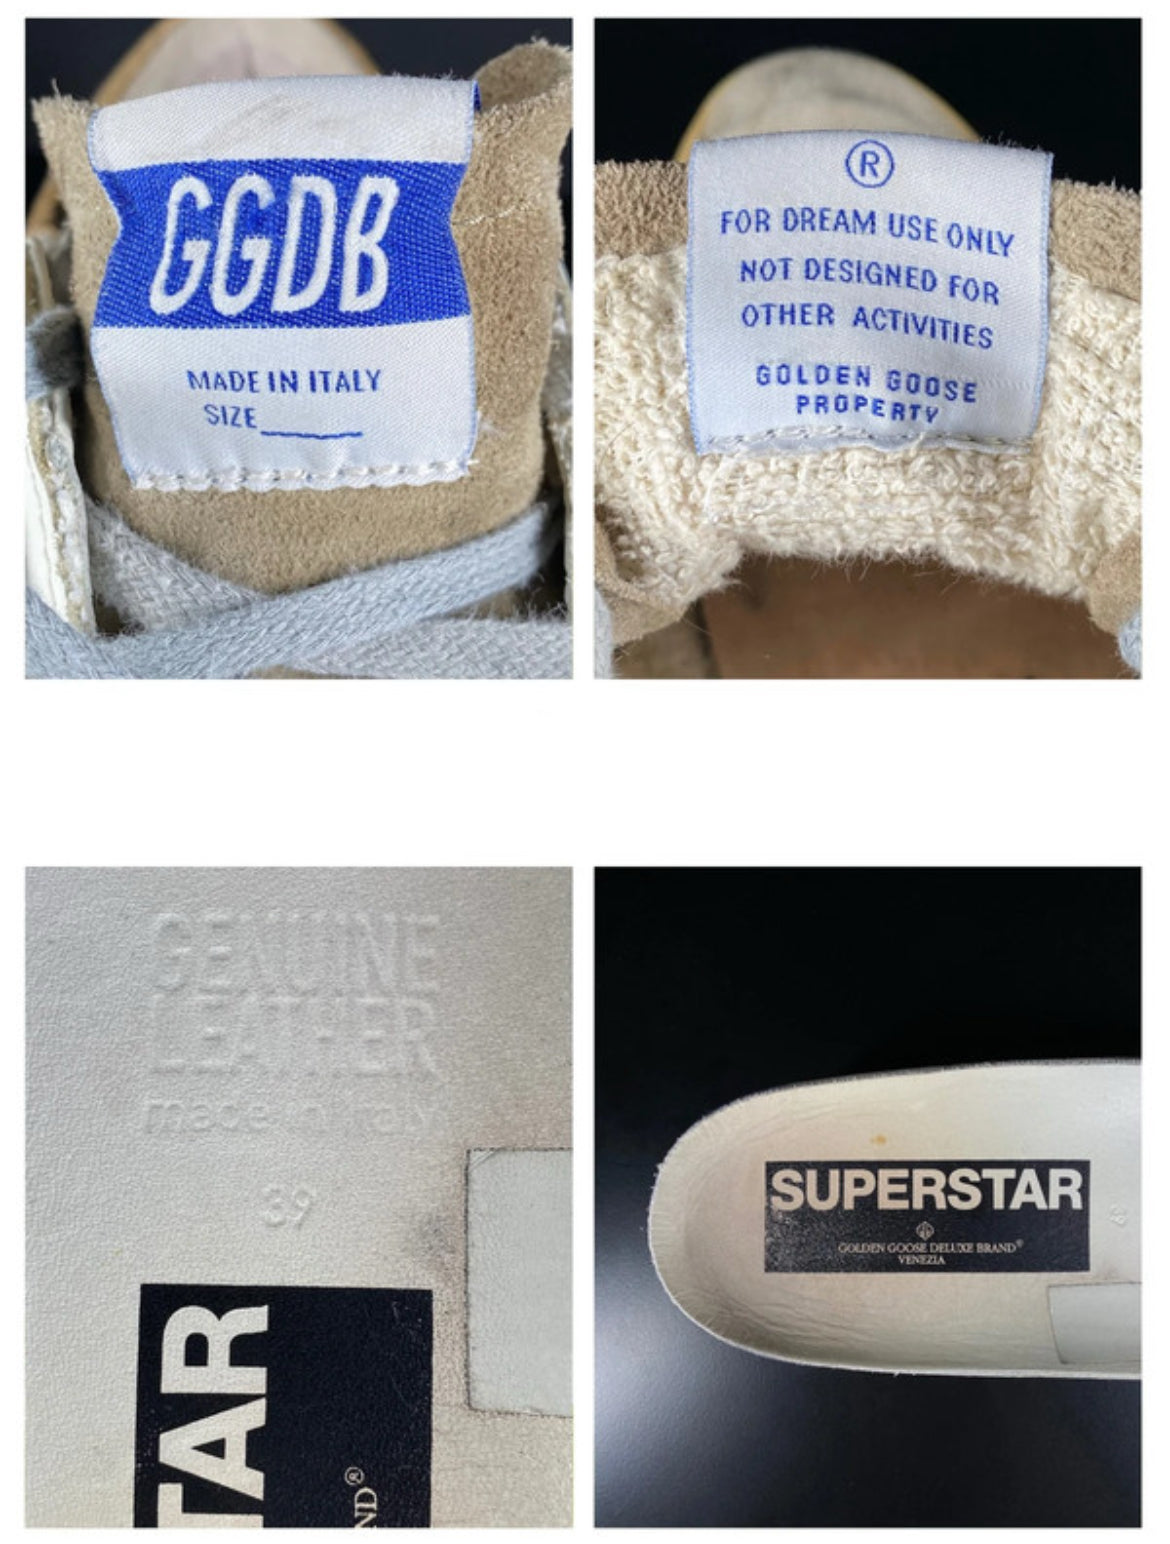 GGDB
MADE IN ITALY
SIZE
®
FOR DREAM USE ONLY
NOT DESIGNED FOR
OTHER ACTIVITIES
GOLDEN GOOSE
PROPERTY
GENUINE
LEATHER
made in Italy
39
TAR
ND®
SUPERSTAR
GOLDEN GOOSE DELUXE BRAND®
VENEZIA